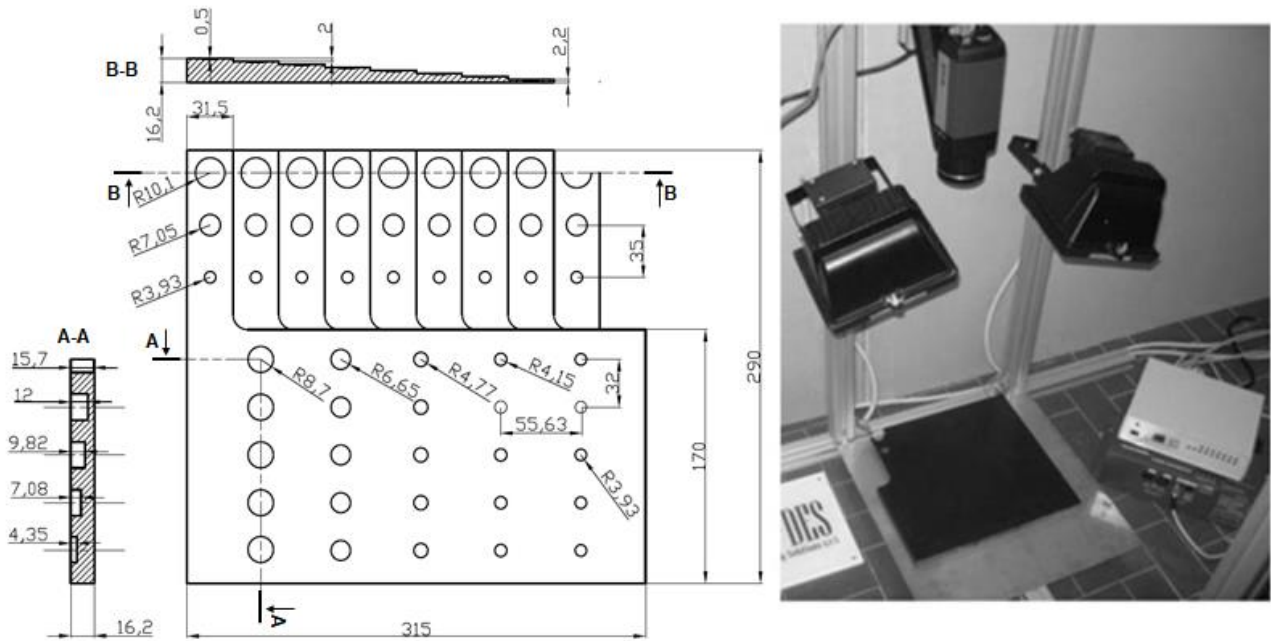 0,5
2
2,2
B-B
16,2
31,5
B
B
R10,1
R7,05
R3,93
35
A-A
A
15,7
12
9,82
7,08
4,35
16,2
R8,7
R6,65
R4,77
R4,15
32
55,63
R3,93
290
170
A
315
DES